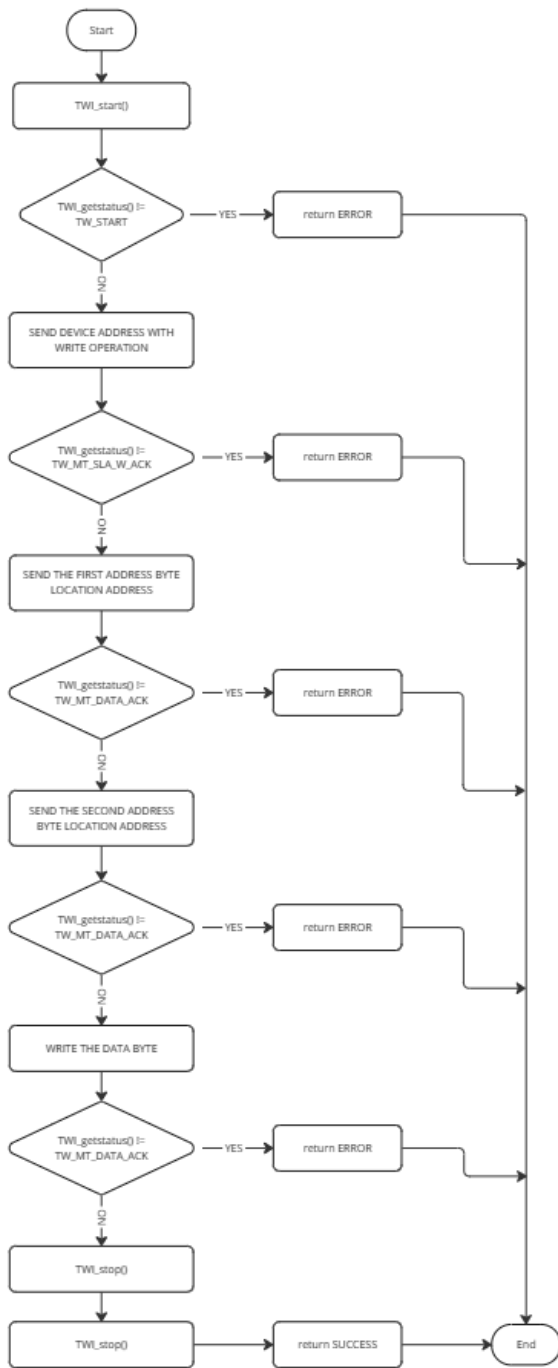 Start
TWI_start()
TWI_getstatus() !=
TW_START
YES
return ERROR
NO
SEND DEVICE ADDRESS WITH
WRITE OPERATION
TWI_getstatus() !=
TW_MT_SLA_W_ACK
YES
return ERROR
NO
SEND THE FIRST ADDRESS BYTE
LOCATION ADDRESS
TWI_getstatus() !=
TW_MT_DATA_ACK
YES
return ERROR
NO
SEND THE SECOND ADDRESS
BYTE LOCATION ADDRESS
TWI_getstatus() !=
TW_MT_DATA_ACK
YES
return ERROR
NO
WRITE THE DATA BYTE
TWI_getstatus() !=
TW_MT_DATA_ACK
YES
return ERROR
NO
TWI_stop()
TWI_stop()
return SUCCESS
End